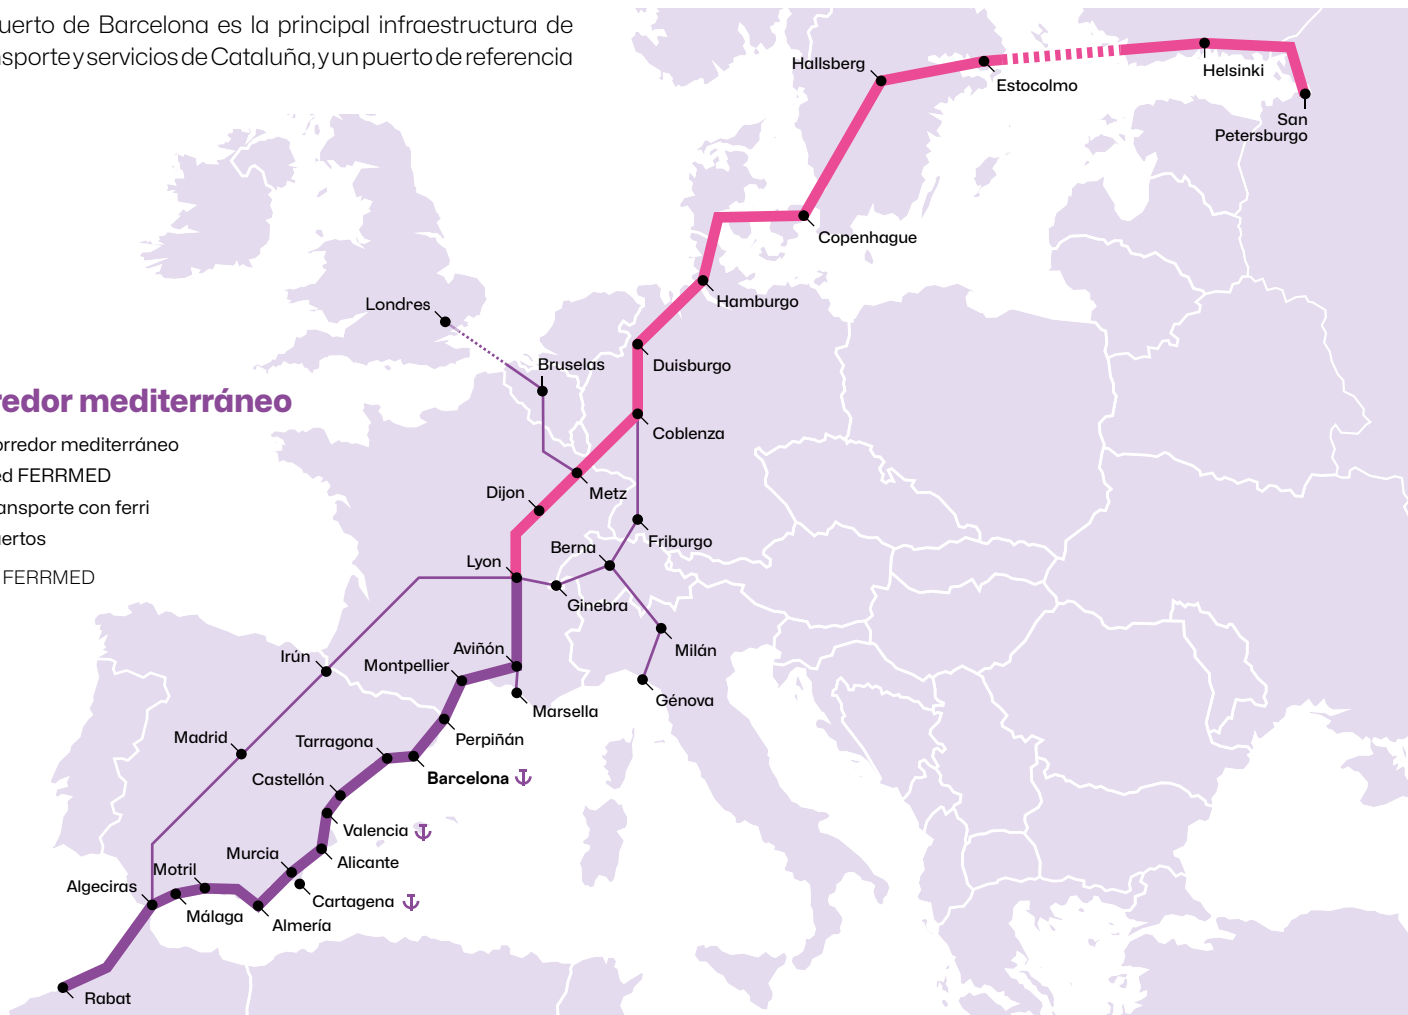 uerto de Barcelona es la principal infraestructura de
nsporte y servicios de Cataluña, y un puerto de referencia
redor mediterráneo
orredor mediterráneo
ed FERRMED
ansporte con ferri
ertos
FERRMED
Hallsberg
Estocolmo
Helsinki
San
Petersburgo
Copenhague
Hamburgo
Londres
Bruselas
Duisburgo
Coblenza
Dijon
Metz
Friburgo
Berna
Lyon
Ginebra
Milán
Génova
Irún
Aviñón
Montpellier
Marsella
Perpiñán
Madrid
Tarragona
Barcelona
Castellón
Valencia
Murcia
Alicante
Motril
Algeciras
Málaga
Cartagena
Almería
Rabat